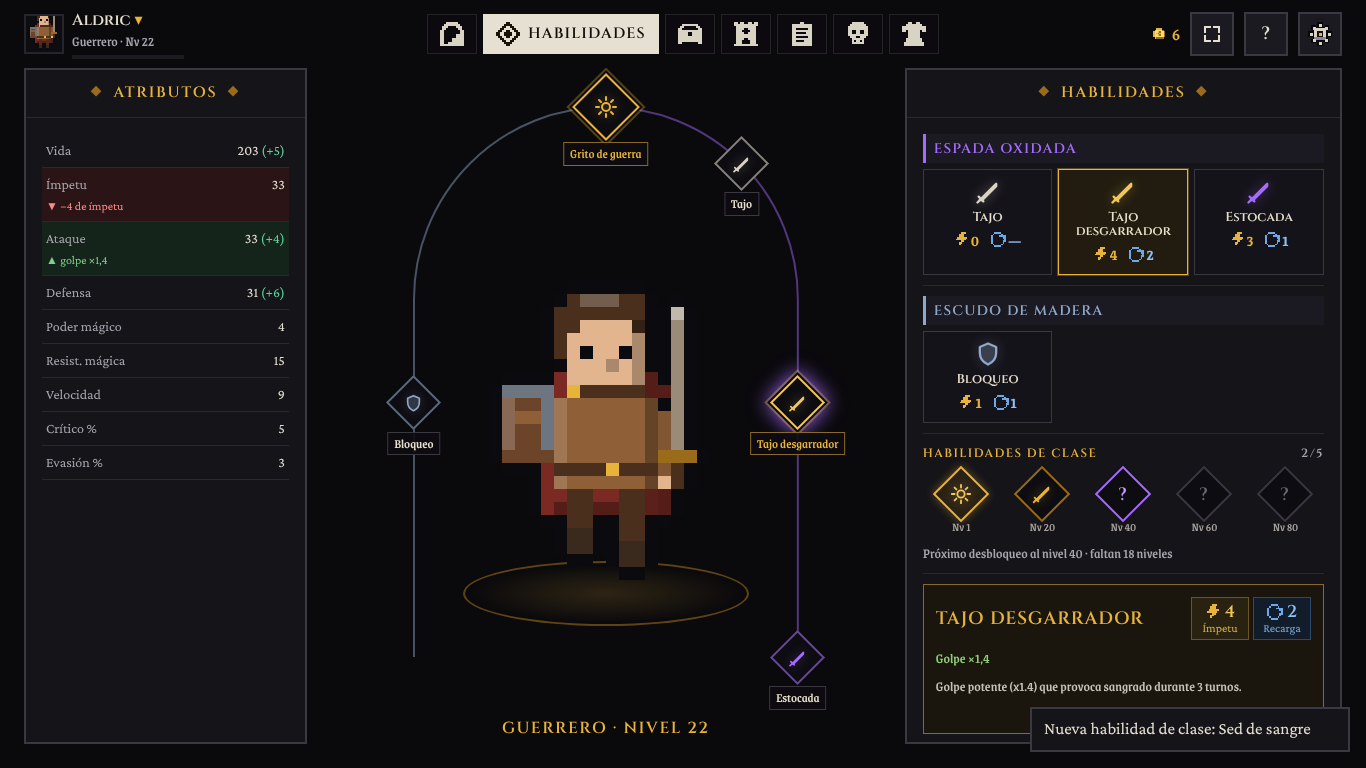 ALDRIC ▼
Guerrero · Nv 22
HABILIDADES
6
?
ATRIBUTOS
Vida 203 (+5)
Ímpetu 33
▼ −4 de ímpetu
Ataque 33 (+4)
▲ golpe ×1,4
Defensa 31 (+6)
Poder mágico 4
Resist. mágica 15
Velocidad 9
Crítico % 5
Evasión % 3
Grito de guerra
Tajo
Bloqueo
Tajo desgarrador
Estocada
GUERRERO · NIVEL 22
HABILIDADES
ESPADA OXIDADA
TAJO
0 —
TAJO
DESGARRADOR
4 2
ESTOCADA
3 1
ESCUDO DE MADERA
BLOQUEO
1 1
HABILIDADES DE CLASE 2/5
? ? ?
Nv 1 Nv 20 Nv 40 Nv 60 Nv 80
Próximo desbloqueo al nivel 40 · faltan 18 niveles
TAJO DESGARRADOR
4 2
Ímpetu Recarga
Golpe ×1,4
Golpe potente (x1.4) que provoca sangrado durante 3 turnos.
Nueva habilidad de clase: Sed de sangre